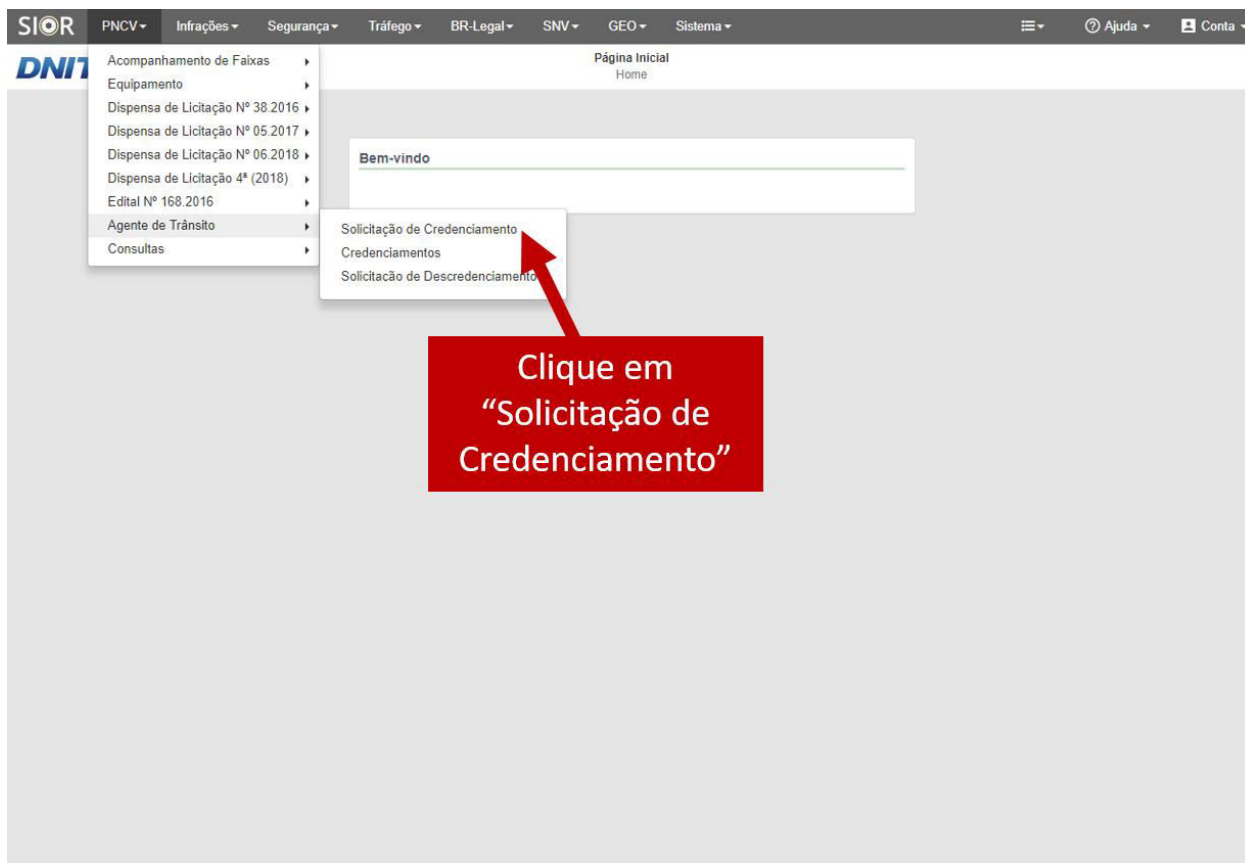 SIOR PNCV Infrações Segurança Tráfego BR-Legal SNV GEO Sistema Ajuda Conta
DNIT
Página Inicial
Home
Acompanhamento de Faixas
Equipamento
Dispensa de Licitação Nº 38.2016
Dispensa de Licitação Nº 05.2017
Dispensa de Licitação Nº 06.2018
Dispensa de Licitação 4ª (2018)
Edital Nº 168.2016
Agente de Trânsito
Consultas
Bem-vindo
Solicitação de Credenciamento
Credenciamentos
Solicitacão de Descredenciamento
Clique em
“Solicitação de
Credenciamento”